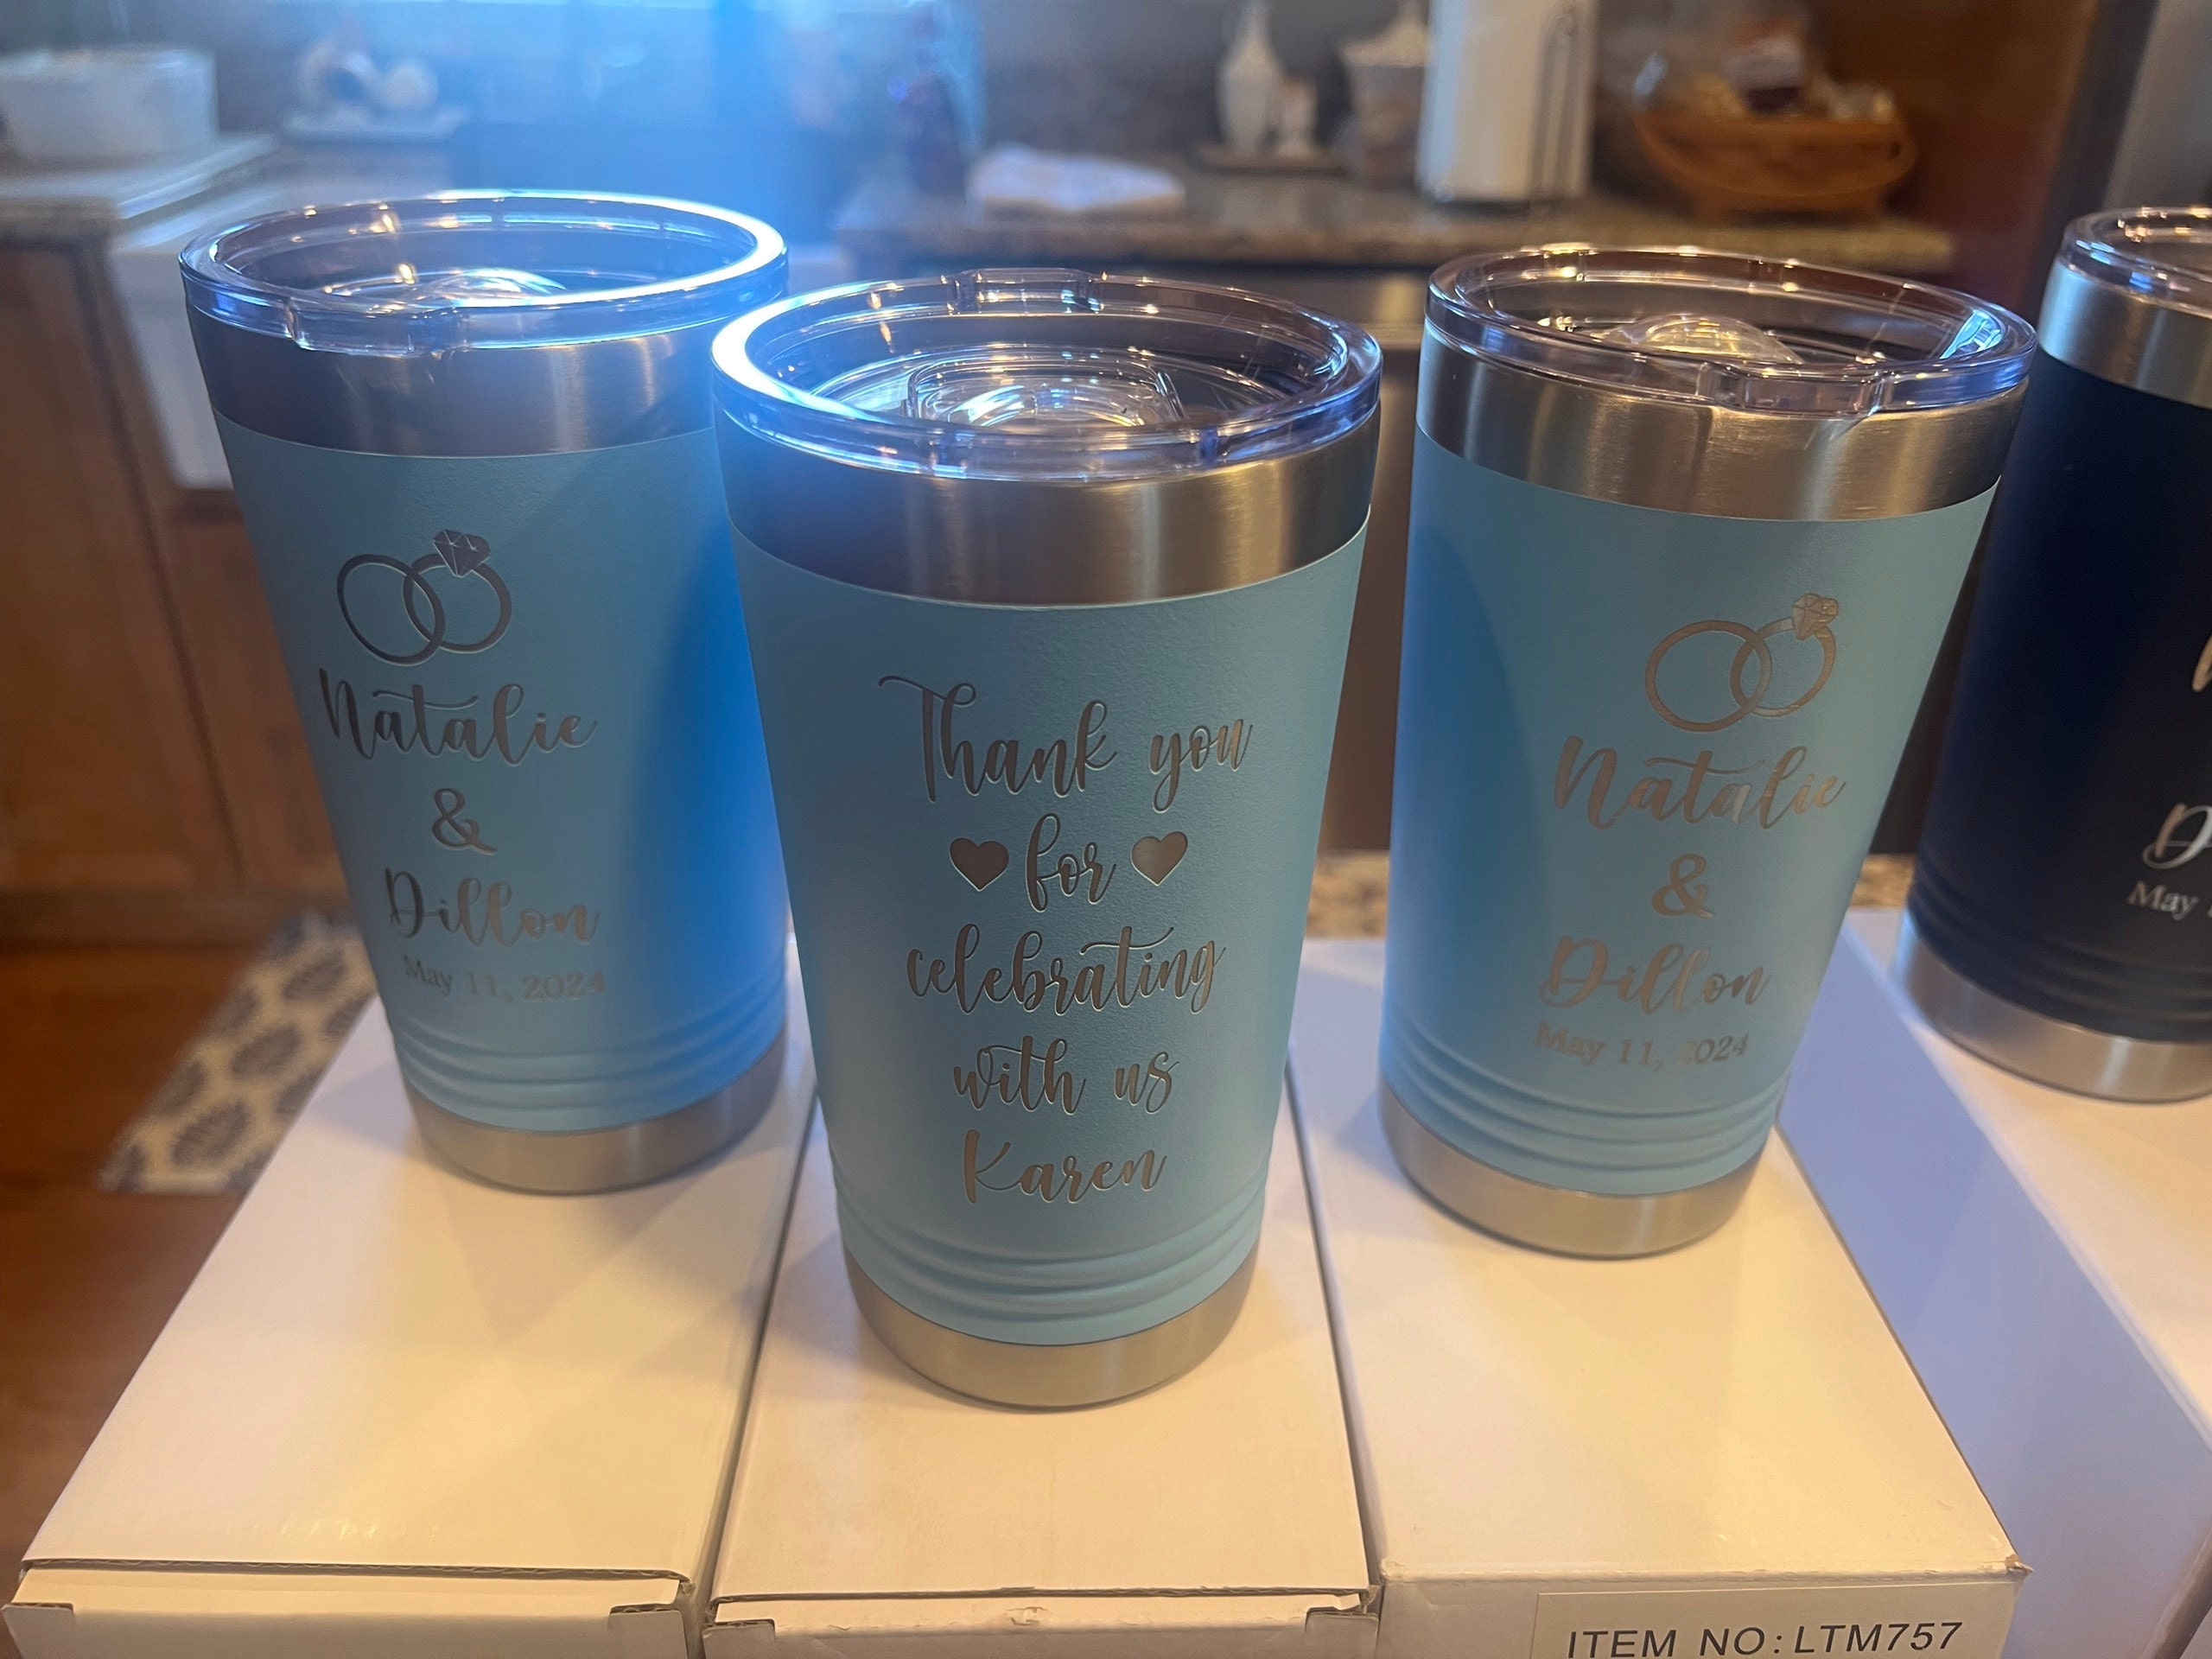 Natalie
&
Dillon
May 11, 2024
Thank you
for
celebrating
with us
Karen
Natalie
&
Dillon
May 11, 2024
May
ITEM NO:LTM757